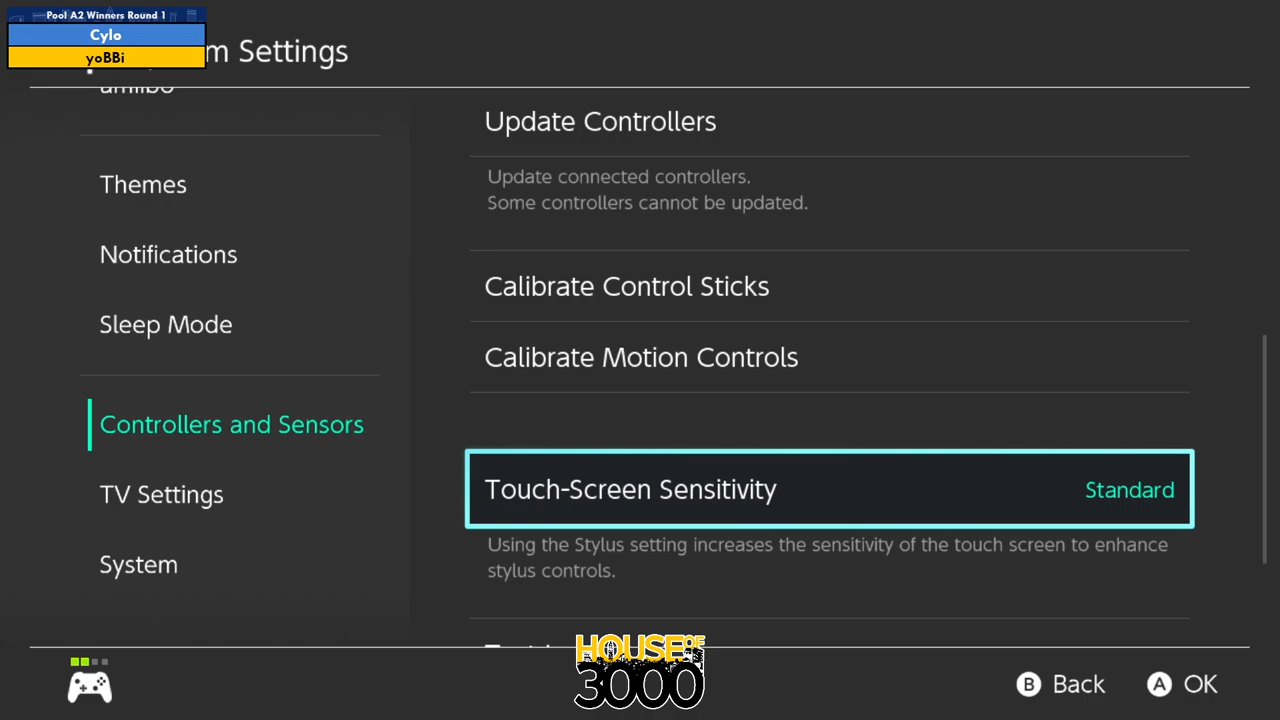 Pool A2 Winners Round 1
Cylo
yoBBi
m Settings
amiibo
Themes
Notifications
Sleep Mode
Controllers and Sensors
TV Settings
System
Update Controllers
Update connected controllers.
Some controllers cannot be updated.
Calibrate Control Sticks
Calibrate Motion Controls
Touch-Screen Sensitivity Standard
Using the Stylus setting increases the sensitivity of the touch screen to enhance
stylus controls.
HOUSE OF
3000
B Back A OK